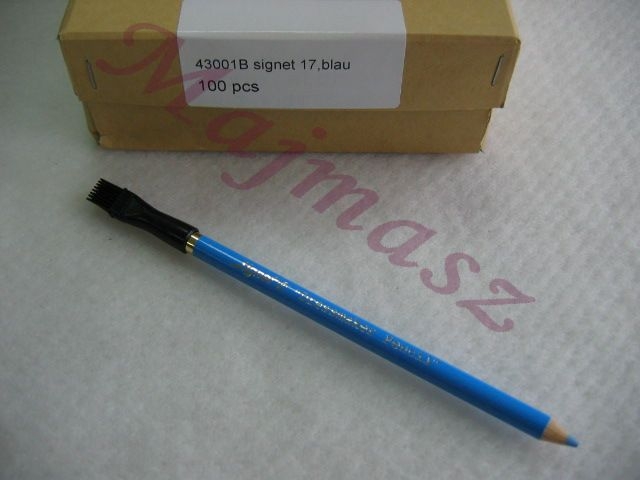 43001B signet 17,blau
100 pcs
Majmasz